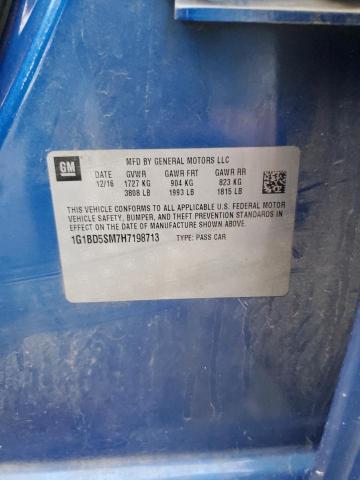 GM
MFD BY GENERAL MOTORS LLC
DATE GVWR GAWR FRT GAWR RR
12/16 1727 KG 904 KG 823 KG
3808 LB 1993 LB 1815 LB
THIS VEHICLE CONFORMS TO ALL APPLICABLE U.S. FEDERAL MOTOR
VEHICLE SAFETY, BUMPER, AND THEFT PREVENTION STANDARDS IN
EFFECT ON THE DATE OF MANUFACTURE SHOWN ABOVE.
1G1BD5SM7H7198713 TYPE: PASS CAR